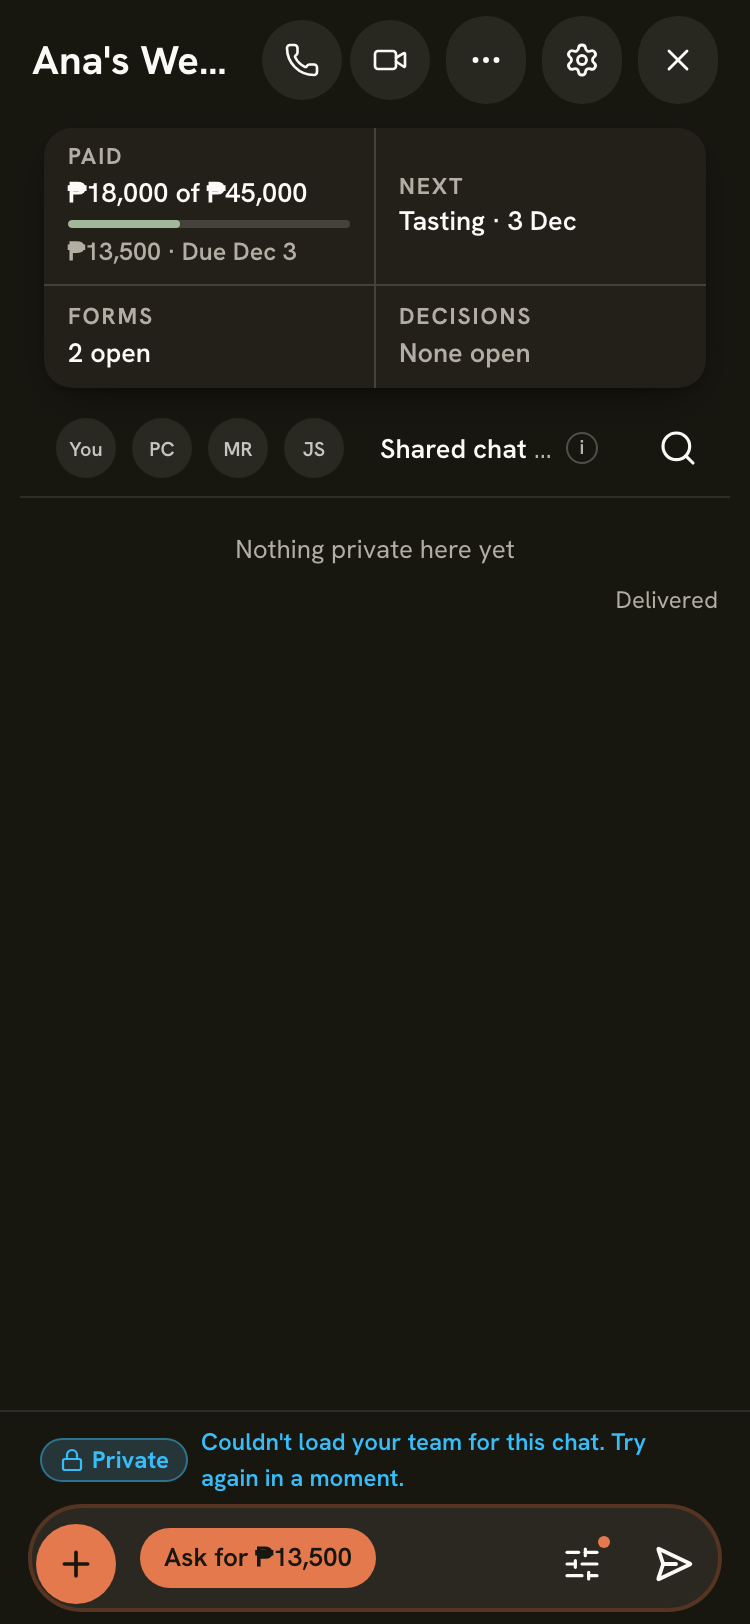 Ana's We...
PAID
₱18,000 of ₱45,000
₱13,500 · Due Dec 3
NEXT
Tasting · 3 Dec
FORMS
2 open
DECISIONS
None open
You
PC
MR
JS
Shared chat ...
i
Nothing private here yet
Delivered
Private
Couldn't load your team for this chat. Try
again in a moment.
Ask for ₱13,500